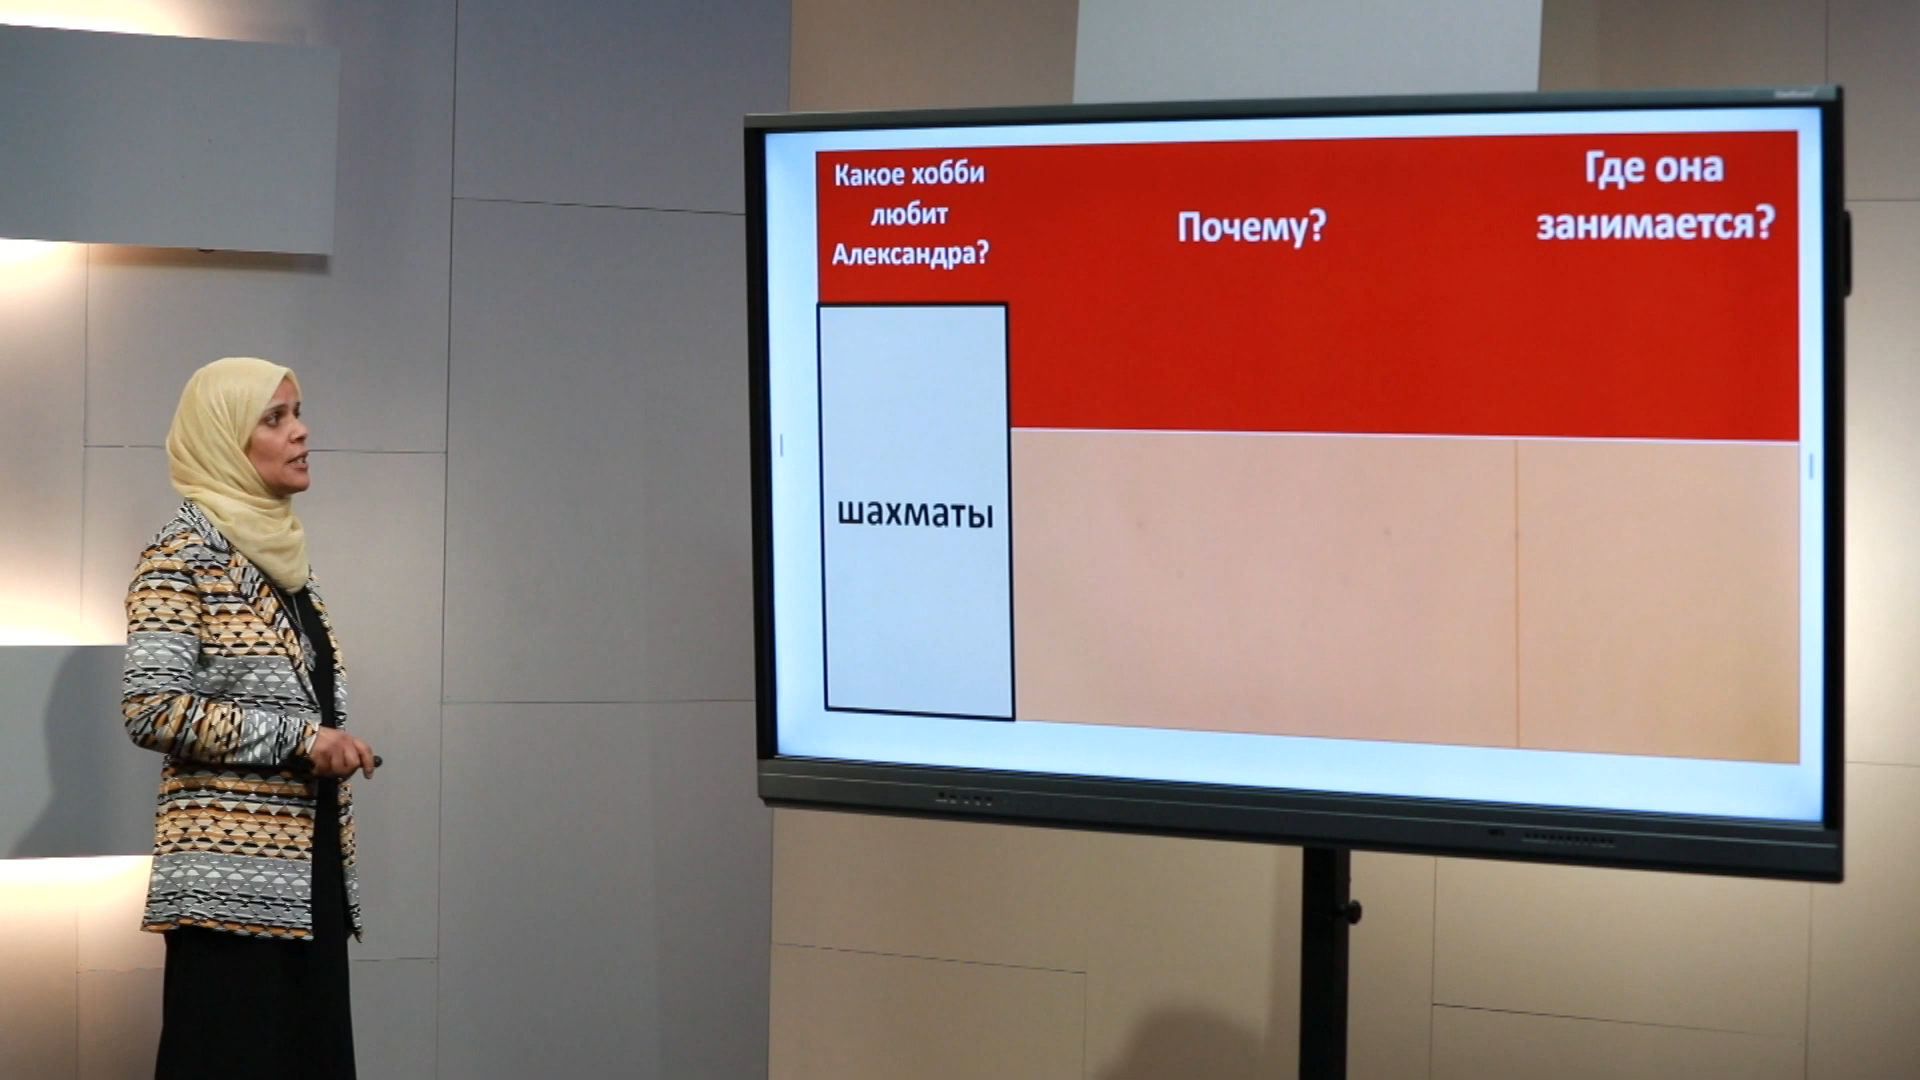 Какое хобби
любит
Александра?
Почему?
Где она
занимается?
шахматы